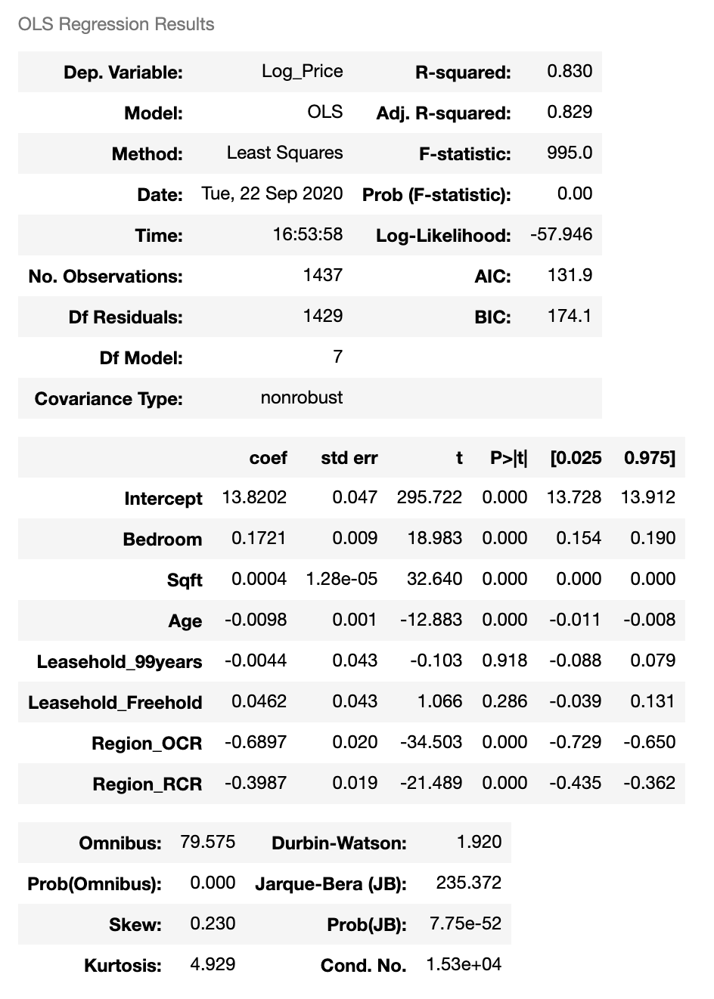 OLS Regression Results
Dep. Variable: Log_Price R-squared: 0.830
Model: OLS Adj. R-squared: 0.829
Method: Least Squares F-statistic: 995.0
Date: Tue, 22 Sep 2020 Prob (F-statistic): 0.00
Time: 16:53:58 Log-Likelihood: -57.946
No. Observations: 1437 AIC: 131.9
Df Residuals: 1429 BIC: 174.1
Df Model: 7
Covariance Type: nonrobust
coef std err t P>|t| [0.025 0.975]
Intercept 13.8202 0.047 295.722 0.000 13.728 13.912
Bedroom 0.1721 0.009 18.983 0.000 0.154 0.190
Sqft 0.0004 1.28e-05 32.640 0.000 0.000 0.000
Age -0.0098 0.001 -12.883 0.000 -0.011 -0.008
Leasehold_99years -0.0044 0.043 -0.103 0.918 -0.088 0.079
Leasehold_Freehold 0.0462 0.043 1.066 0.286 -0.039 0.131
Region_OCR -0.6897 0.020 -34.503 0.000 -0.729 -0.650
Region_RCR -0.3987 0.019 -21.489 0.000 -0.435 -0.362
Omnibus: 79.575 Durbin-Watson: 1.920
Prob(Omnibus): 0.000 Jarque-Bera (JB): 235.372
Skew: 0.230 Prob(JB): 7.75e-52
Kurtosis: 4.929 Cond. No. 1.53e+04